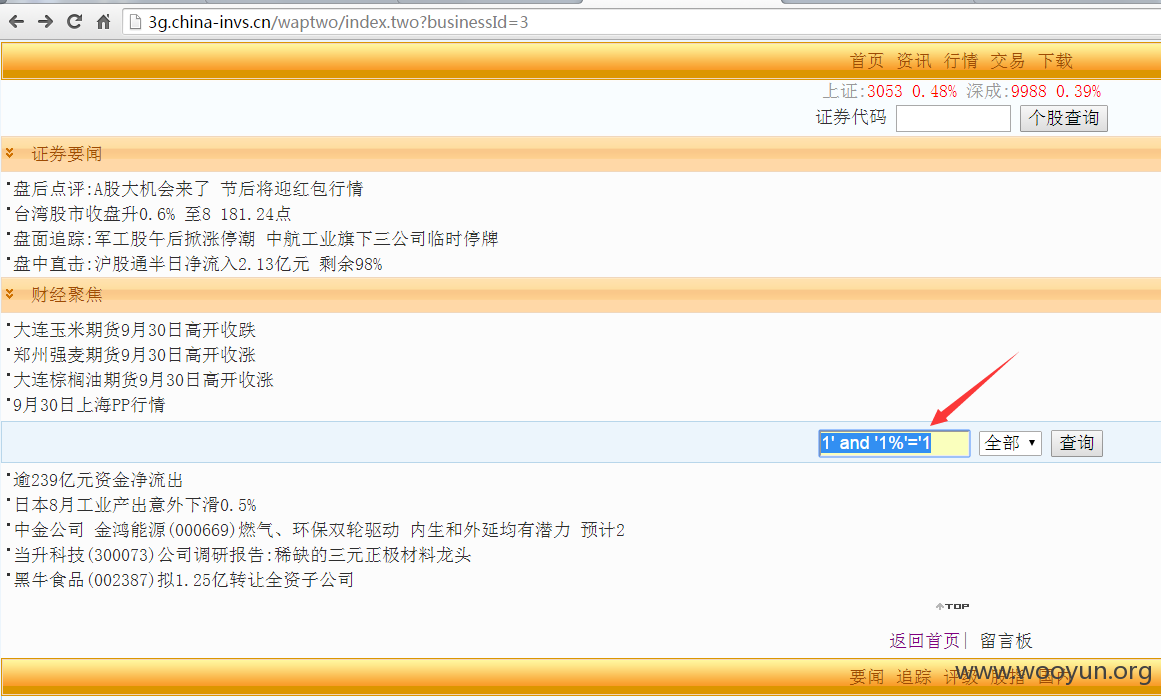 3g.china-invs.cn/waptwo/index.two?businessId=3
首页 资讯 行情 交易 下载
上证:3053 0.48% 深成:9988 0.39%
证券代码 个股查询
证券要闻
盘后点评:A股大机会来了 节后将迎红包行情
台湾股市收盘升0.6% 至8 181.24点
盘面追踪:军工股午后掀涨停潮 中航工业旗下三公司临时停牌
盘中直击:沪股通半日净流入2.13亿元 剩余98%
财经聚焦
大连玉米期货9月30日高开收跌
郑州强麦期货9月30日高开收涨
大连棕榈油期货9月30日高开收涨
9月30日上海PP行情
1' and '1%'='1 全部 查询
逾239亿元资金净流出
日本8月工业产出意外下滑0.5%
中金公司 金鸿能源(000669)燃气、环保双轮驱动 内生和外延均有潜力 预计2
当升科技(300073)公司调研报告:稀缺的三元正极材料龙头
黑牛食品(002387)拟1.25亿转让全资子公司
TOP
返回首页| 留言板
要闻 追踪 评级 股指 国内
www.wooyun.org